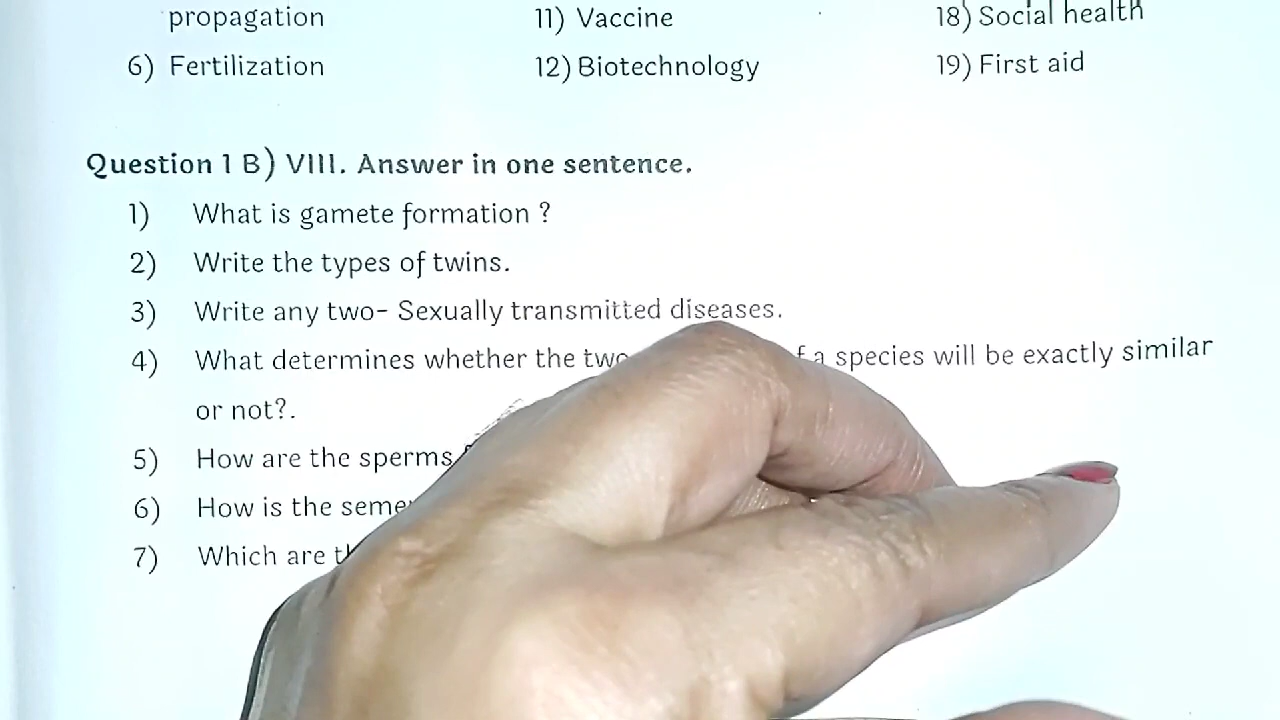 propagation 11) Vaccine 18) Social health
6) Fertilization 12) Biotechnology 19) First aid
Question 1 B) VIII. Answer in one sentence.
1) What is gamete formation ?
2) Write the types of twins.
3) Write any two- Sexually transmitted diseases.
4) What determines whether the two a species will be exactly similar
or not?.
5) How are the sperms
6) How is the
7) Which are